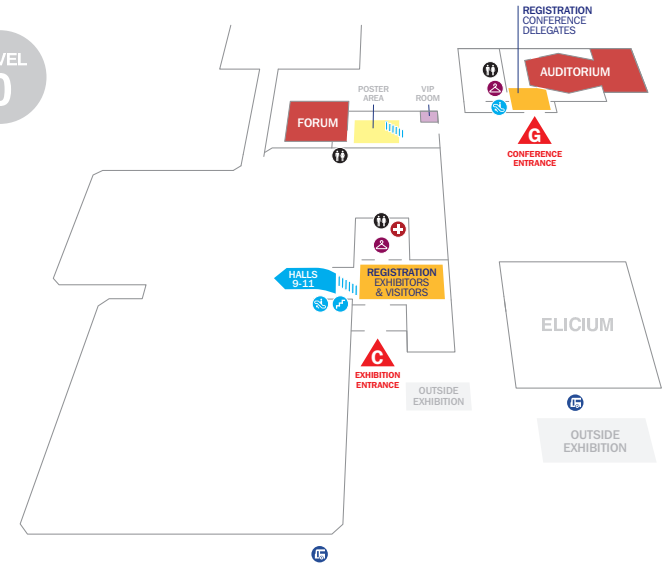 REGISTRATION
CONFERENCE
DELEGATES
VEL
0
AUDITORIUM
POSTER
AREA
VIP
ROOM
FORUM
G
CONFERENCE
ENTRANCE
HALLS
9-11
REGISTRATION
EXHIBITORS
& VISITORS
ELICIUM
C
EXHIBITION
ENTRANCE
OUTSIDE
EXHIBITION
OUTSIDE
EXHIBITION